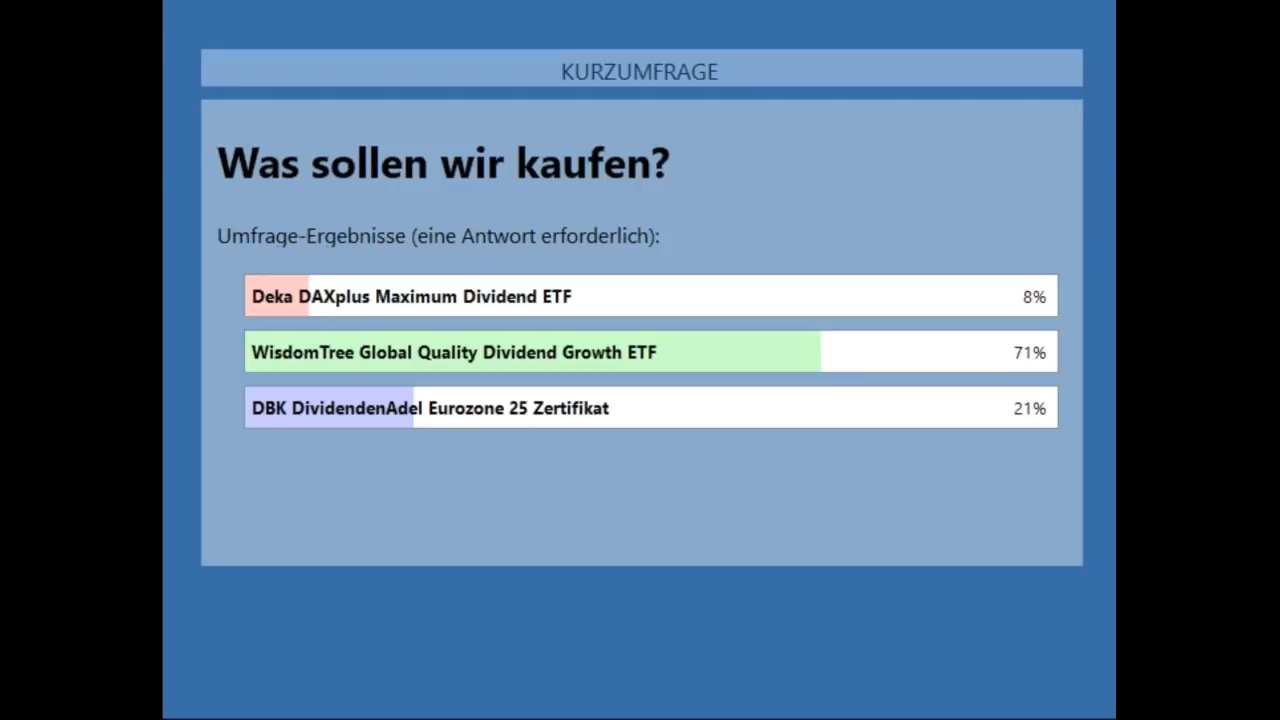 KURZUMFRAGE
Was sollen wir kaufen?
Umfrage-Ergebnisse (eine Antwort erforderlich):
Deka DAXplus Maximum Dividend ETF 8%
WisdomTree Global Quality Dividend Growth ETF 71%
DBK DividendenAdel Eurozone 25 Zertifikat 21%